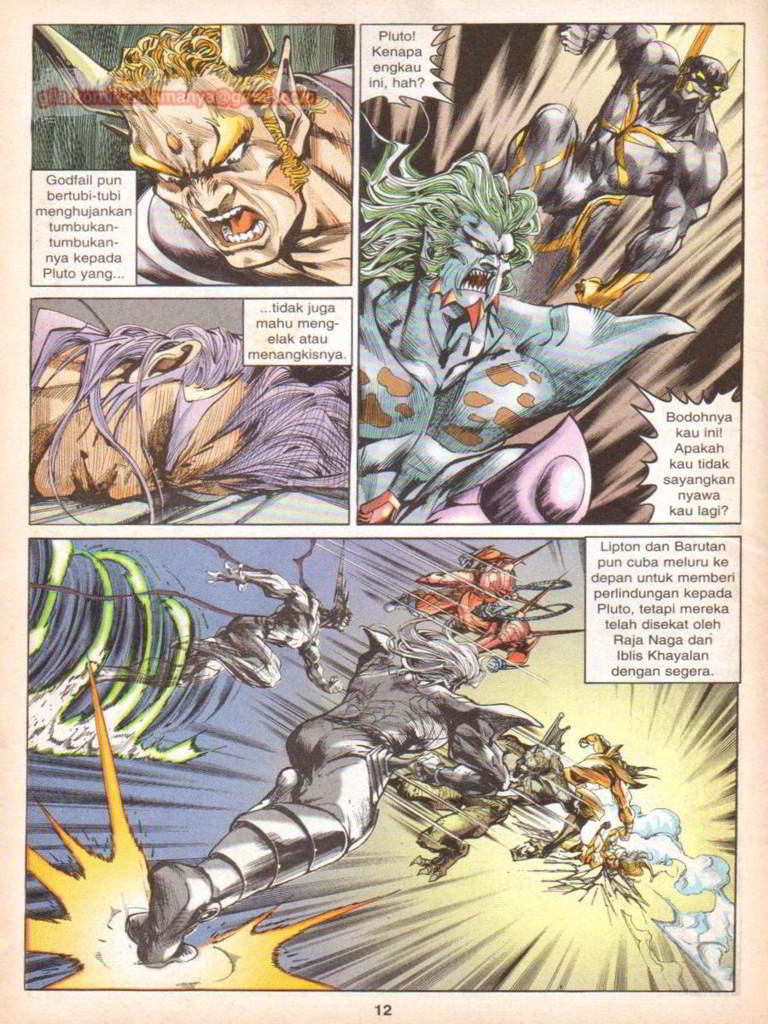 Godfail pun
bertubi-tubi
menghujankan
tumbukan-
tumbukan-
nya kepada
Pluto yang...
...tidak juga
mahu meng-
elak atau
menangkisnya.
Pluto!
Kenapa
engkau
ini, hah?
Bodohnya
kau ini!
Apakah
kau tidak
sayangkan
nyawa
kau lagi?
Lipton dan Barutan
pun cuba meluru ke
depan untuk memberi
perlindungan kepada
Pluto, tetapi mereka
telah disekat oleh
Raja Naga dan
Iblis Khayalan
dengan segera.
12